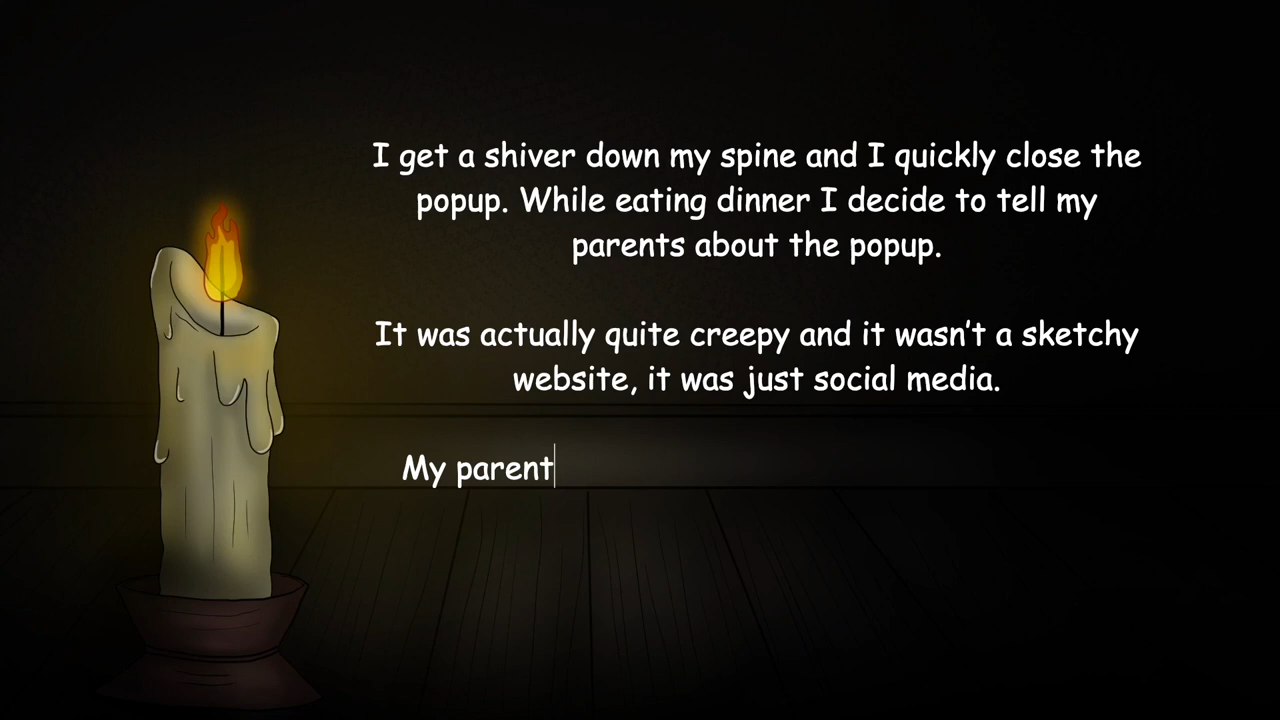 I get a shiver down my spine and I quickly close the
popup. While eating dinner I decide to tell my
parents about the popup.
It was actually quite creepy and it wasn't a sketchy
website, it was just social media.
My parent